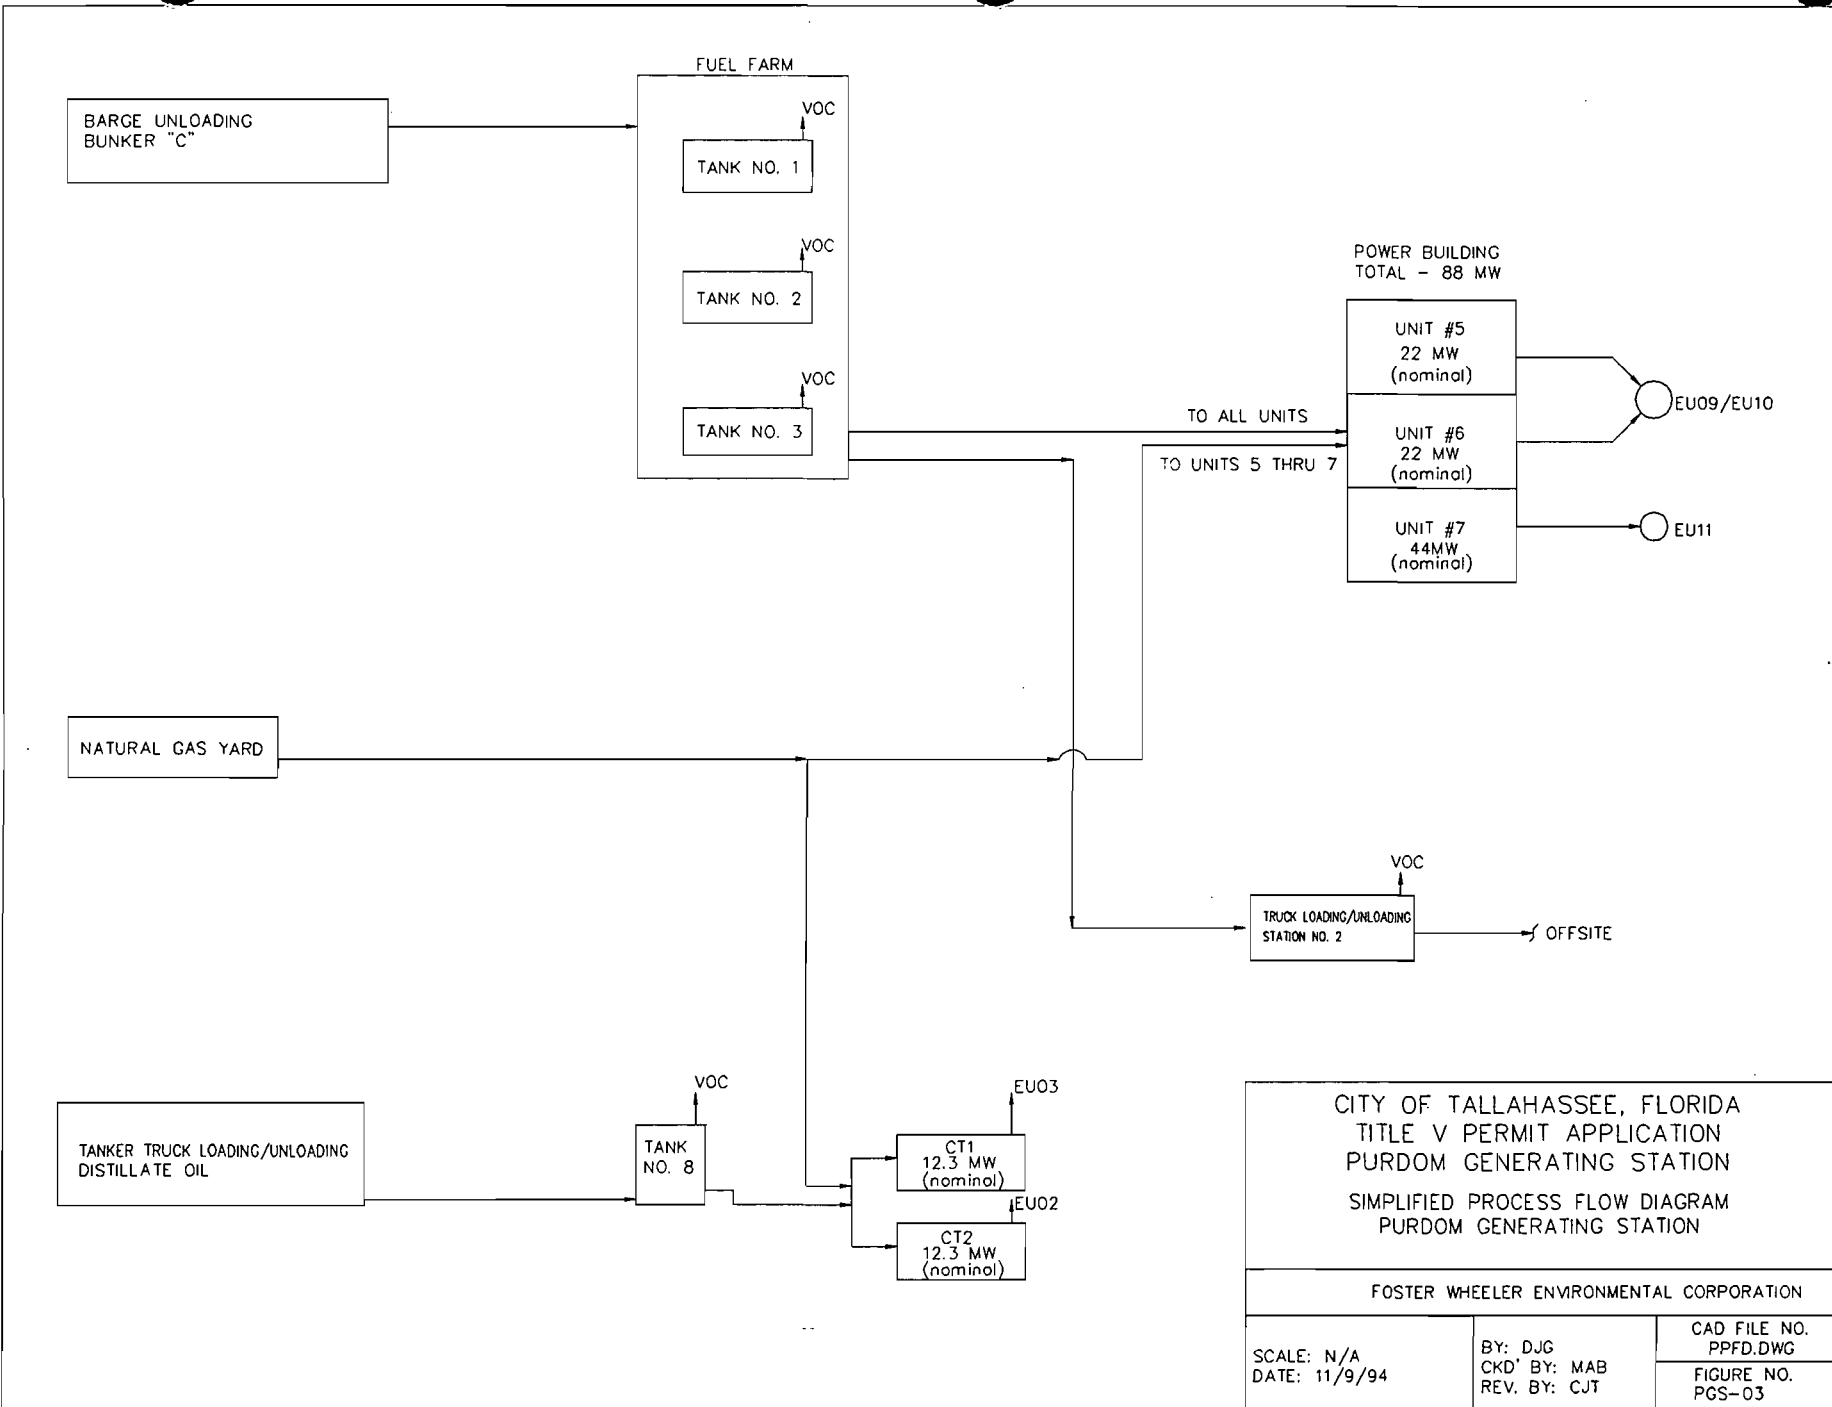 FUEL FARM
BARGE UNLOADING
BUNKER "C"
VOC
TANK NO. 1
VOC
TANK NO. 2
VOC
TANK NO. 3
POWER BUILDING
TOTAL - 88 MW
UNIT #5
22 MW
(nominal)
UNIT #6
22 MW
(nominal)
UNIT #7
44MW
(nominal)
EU09/EU10
EU11
TO ALL UNITS
TO UNITS 5 THRU 7
NATURAL GAS YARD
VOC
TRUCK LOADING/UNLOADING
STATION NO. 2
OFFSITE
TANKER TRUCK LOADING/UNLOADING
DISTILLATE OIL
VOC
TANK
NO. 8
EU03
CT1
12.3 MW
(nominal)
EU02
CT2
12.3 MW
(nominal)
CITY OF TALLAHASSEE, FLORIDA
TITLE V PERMIT APPLICATION
PURDOM GENERATING STATION
SIMPLIFIED PROCESS FLOW DIAGRAM
PURDOM GENERATING STATION
FOSTER WHEELER ENVIRONMENTAL CORPORATION
SCALE: N/A
DATE: 11/9/94
BY: DJG
CKD' BY: MAB
REV. BY: CJT
CAD FILE NO.
PPFD.DWG
FIGURE NO.
PGS-03